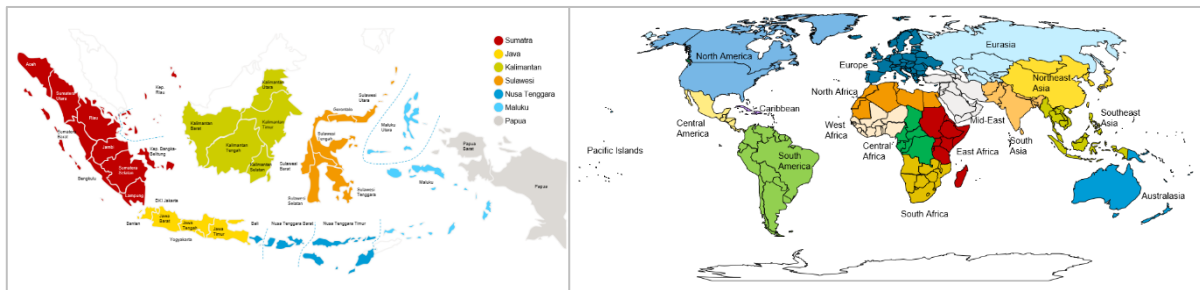 Sumatra
Java
Kalimantan
Sulawesi
Nusa Tenggara
Maluku
Papua
Aceh
Sumatera
Utara
Kep.
Riau
Riau
Sumatera
Barat
Jambi
Kep. Bangka-
Belitung
Sumatera
Selatan
Bengkulu
Lampung
Kalimantan
Utara
Kalimantan
Barat
Kalimantan
Timur
Kalimantan
Tengah
Kalimantan
Selatan
Sulawesi
Utara
Gorontalo
Sulawesi
Tengah
Sulawesi
Barat
Sulawesi
Selatan
Sulawesi
Tenggara
Maluku
Utara
Maluku
Papua
Barat
Papua
DKI Jakarta
Banten
Jawa
Barat
Jawa
Tengah
Jawa
Timur
Yogyakarta
Bali
Nusa Tenggara Barat
Nusa Tenggara Timur
North America
Eurasia
Europe
Northeast
Asia
North Africa
Caribbean
Central
America
West
Africa
Mid-East
Southeast
Asia
South
Asia
Central
Africa
East Africa
Pacific Islands
South
America
South Africa
Australasia